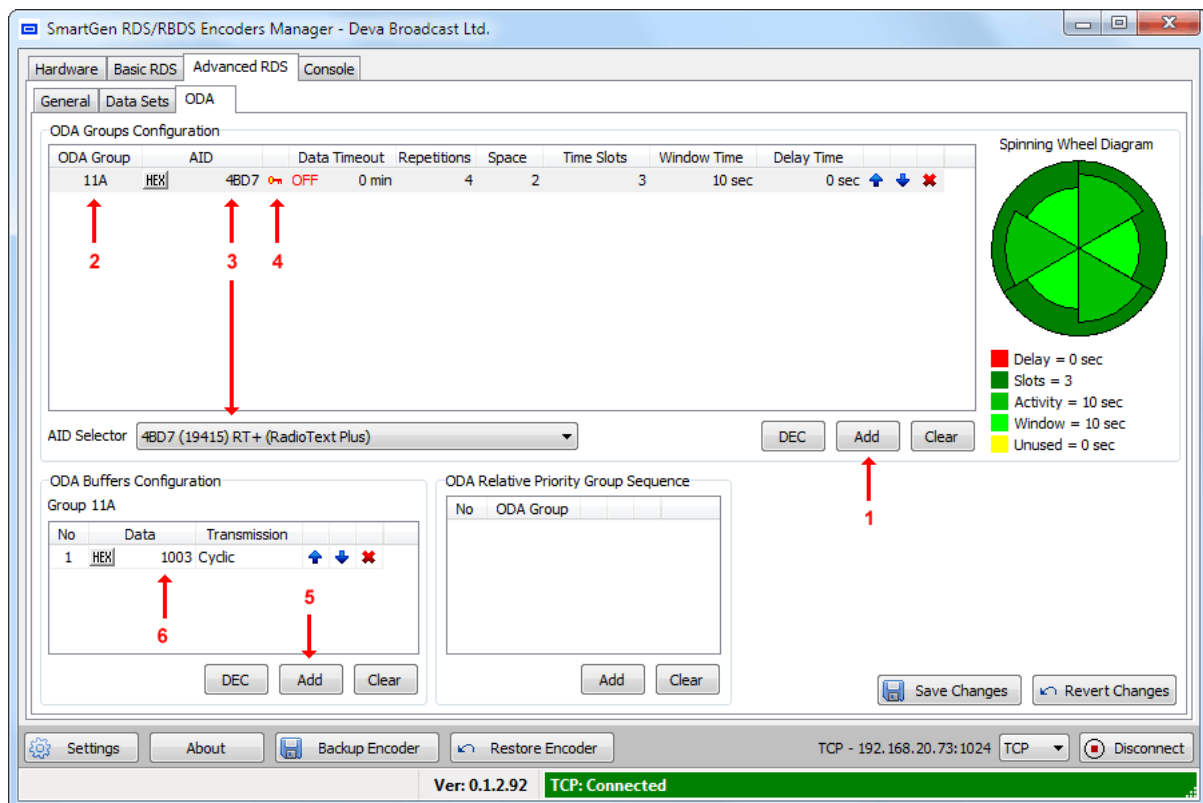 SmartGen RDS/RBDS Encoders Manager - Deva Broadcast Ltd.
Hardware Basic RDS Advanced RDS Console
General Data Sets ODA
ODA Groups Configuration
ODA Group AID Data Timeout Repetitions Space Time Slots Window Time Delay Time
11A HEX 4BD7 OFF 0 min 4 2 3 10 sec 0 sec
2 3 4
Spinning Wheel Diagram
Delay = 0 sec
Slots = 3
Activity = 10 sec
Window = 10 sec
Unused = 0 sec
AID Selector 4BD7 (19415) RT+ (RadioText Plus) DEC Add Clear
1
ODA Buffers Configuration
Group 11A
No Data Transmission
1 HEX 1003 Cyclic
5
6
DEC Add Clear
ODA Relative Priority Group Sequence
No ODA Group
Add Clear
Save Changes Revert Changes
Settings About Backup Encoder Restore Encoder TCP - 192.168.20.73:1024 TCP Disconnect
Ver: 0.1.2.92 TCP: Connected